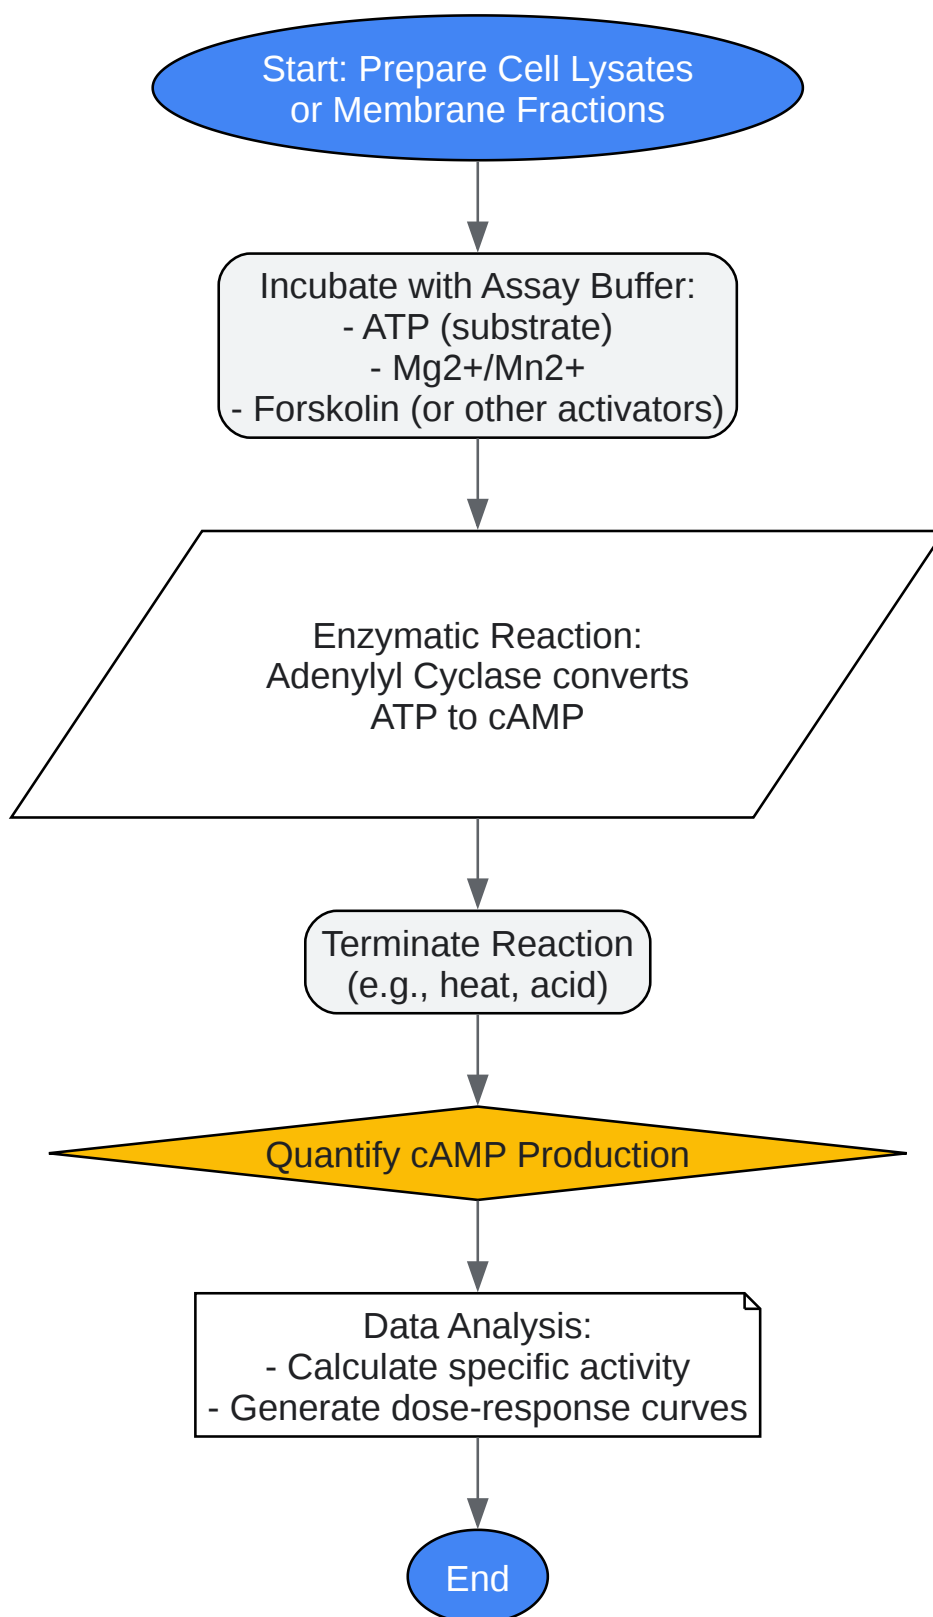 Start: Prepare Cell Lysates
or Membrane Fractions
Incubate with Assay Buffer:
- ATP (substrate)
- Mg2+/Mn2+
- Forskolin (or other activators)
Enzymatic Reaction:
Adenylyl Cyclase converts
ATP to cAMP
Terminate Reaction
(e.g., heat, acid)
Quantify cAMP Production
Data Analysis:
- Calculate specific activity
- Generate dose-response curves
End